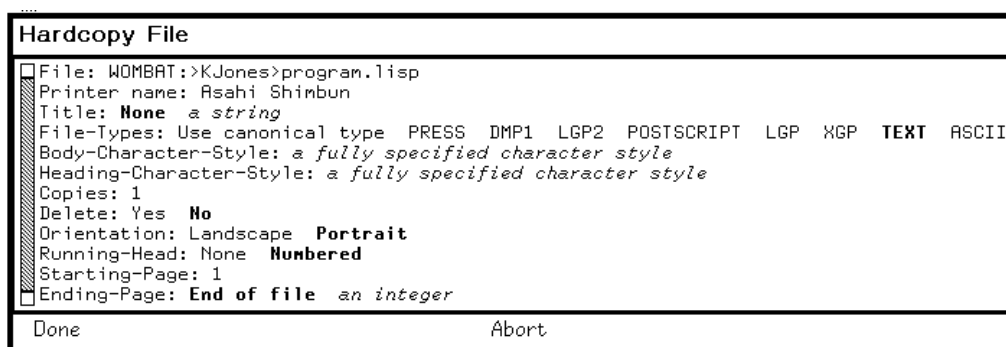 Hardcopy File
File: WOMBAT:>KJones>program.lisp
Printer name: Asahi Shimbun
Title: None a string
File-Types: Use canonical type PRESS DMP1 LGP2 POSTSCRIPT LGP XGP TEXT ASCII
Body-Character-Style: a fully specified character style
Heading-Character-Style: a fully specified character style
Copies: 1
Delete: Yes No
Orientation: Landscape Portrait
Running-Head: None Numbered
Starting-Page: 1
Ending-Page: End of file an integer
Done Abort